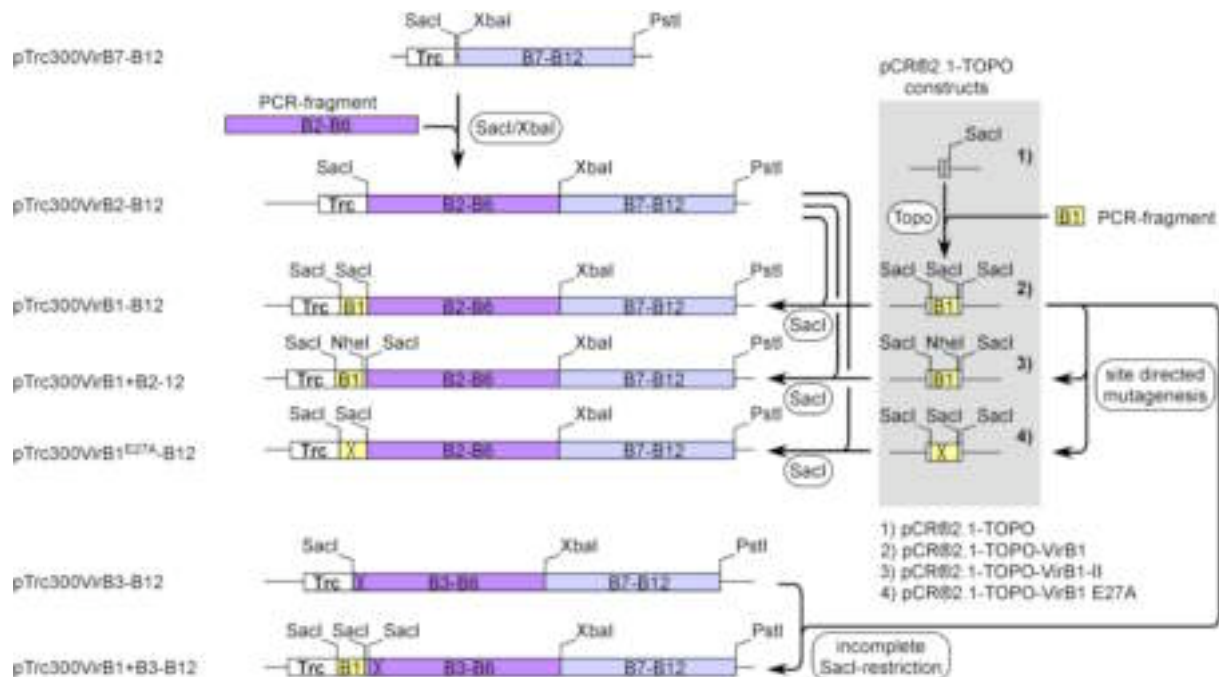 SacI XbaI PstI
pTrc300VirB7-B12
Trc B7-B12
pCR®2.1-TOPO
constructs
PCR-fragment
B2-B6
SacI/XbaI
SacI
1)
SacI XbaI PstI
pTrc300VirB2-B12
Trc B2-B6 B7-B12
Topo
B1 PCR-fragment
SacI SacI XbaI PstI
SacI SacI SacI
pTrc300VirB1-B12
Trc B1 B2-B6 B7-B12
SacI
B1
2)
SacI NheI SacI XbaI PstI
SacI NheI SacI
pTrc300VirB1+B2-12
Trc B1 B2-B6 B7-B12
SacI
B1
3)
site directed
mutagenesis
SacI SacI XbaI PstI
SacI SacI SacI
pTrc300VirB1E27A-B12
Trc X B2-B6 B7-B12
SacI
X
4)
1) pCR®2.1-TOPO
2) pCR®2.1-TOPO-VirB1
3) pCR®2.1-TOPO-VirB1-II
4) pCR®2.1-TOPO-VirB1 E27A
SacI XbaI PstI
pTrc300VirB3-B12
Trc X B3-B6 B7-B12
SacI SacI SacI XbaI PstI
pTrc300VirB1+B3-B12
Trc B1 X B3-B6 B7-B12
incomplete
SacI-restriction